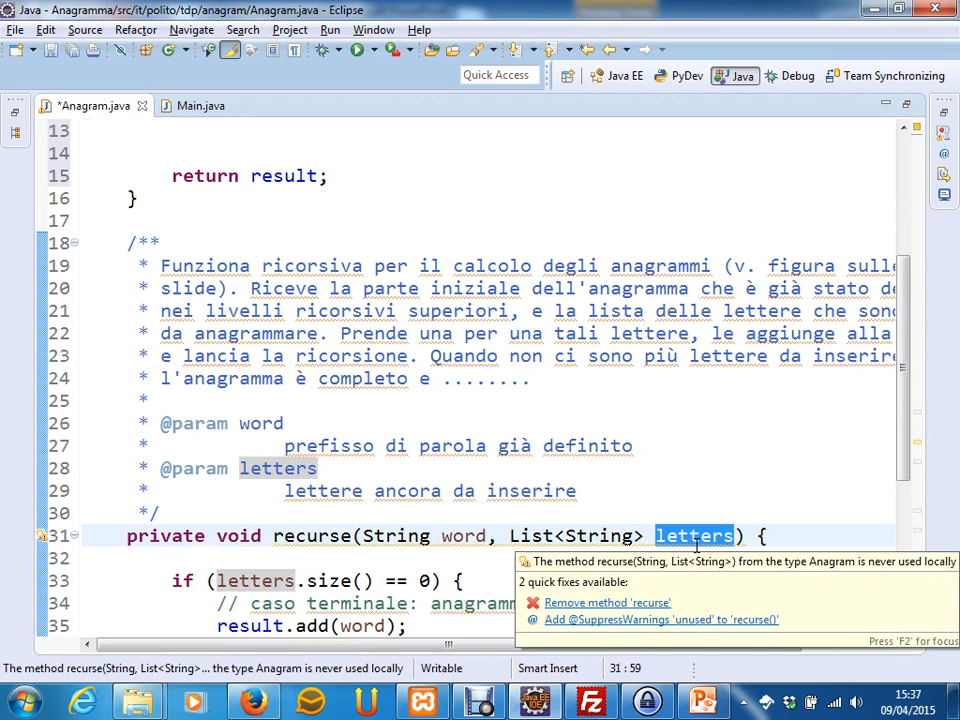 Java - Anagramma/src/it/polito/tdp/anagram/Anagram.java - Eclipse
File Edit Source Refactor Navigate Search Project Run Window Help
Quick Access Java EE PyDev Java Debug Team Synchronizing
*Anagram.java Main.java
13
14
15 return result;
16 }
17
18 /**
19 * Funziona ricorsiva per il calcolo degli anagrammi (v. figura sulle
20 * slide). Riceve la parte iniziale dell'anagramma che è già stato de
21 * nei livelli ricorsivi superiori, e la lista delle lettere che sono
22 * da anagrammare. Prende una per una tali lettere, le aggiunge alla
23 * e lancia la ricorsione. Quando non ci sono più lettere da inserire
24 * l'anagramma è completo e ........
25 *
26 * @param word
27 * prefisso di parola già definito
28 * @param letters
29 * lettere ancora da inserire
30 */
31 private void recurse(String word, List<String> letters) {
32
The method recurse(String, List<String>) from the type Anagram is never used locally
2 quick fixes available:
Remove method 'recurse'
@ Add @SuppressWarnings 'unused' to 'recurse()'
Press 'F2' for focus
33 if (letters.size() == 0) {
34 // caso terminale: anagramm
35 result.add(word);
The method recurse(String, List<String>... the type Anagram is never used locally Writable Smart Insert 31 : 59
15:37
09/04/2015